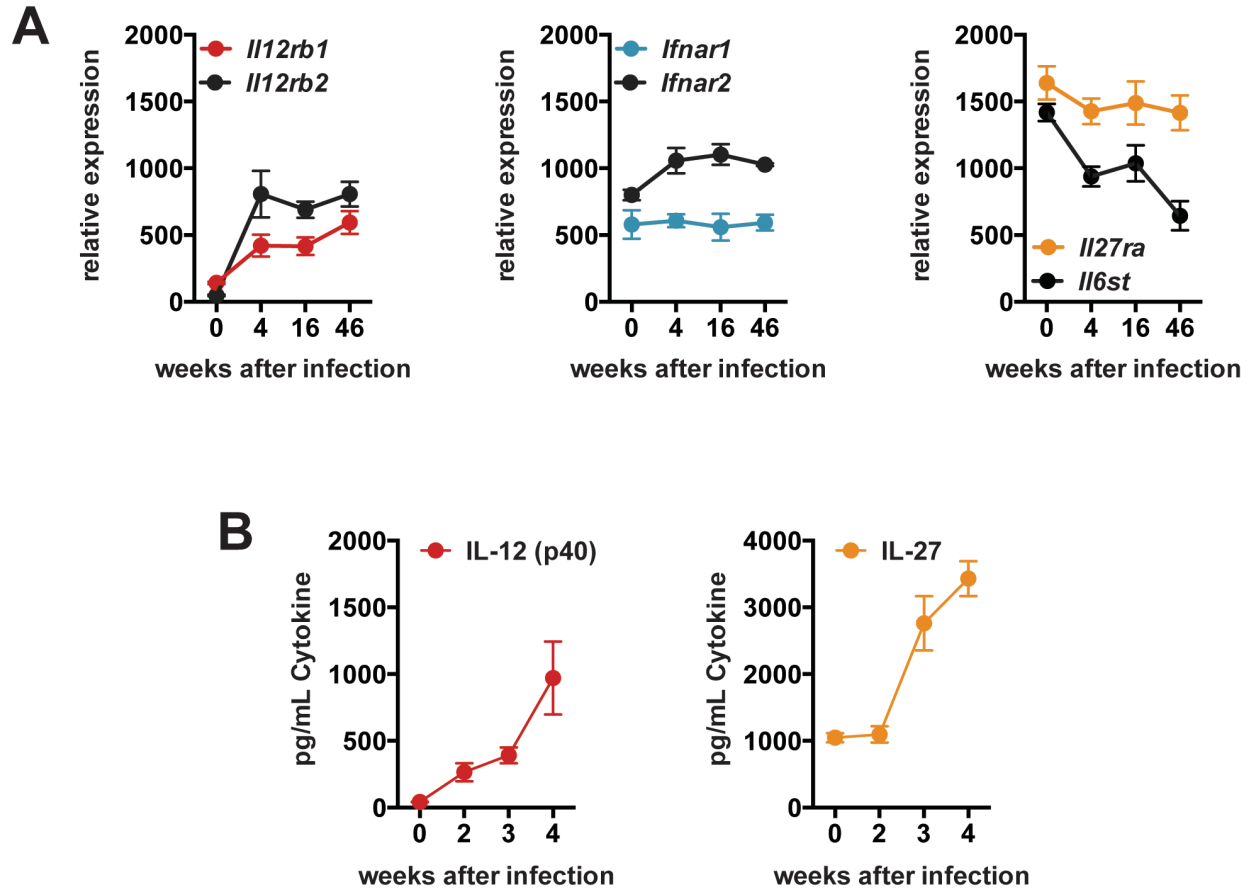 A
relative expression
2000
1500
1000
500
0
Il12rb1
Il12rb2
0 4 16 46
weeks after infection
relative expression
2000
1500
1000
500
0
Ifnar1
Ifnar2
0 4 16 46
weeks after infection
relative expression
2000
1500
1000
500
0
Il27ra
Il6st
0 4 16 46
weeks after infection
B
pg/mL Cytokine
2000
1500
1000
500
0
IL-12 (p40)
0 2 3 4
weeks after infection
pg/mL Cytokine
4000
3000
2000
1000
0
IL-27
0 2 3 4
weeks after infection